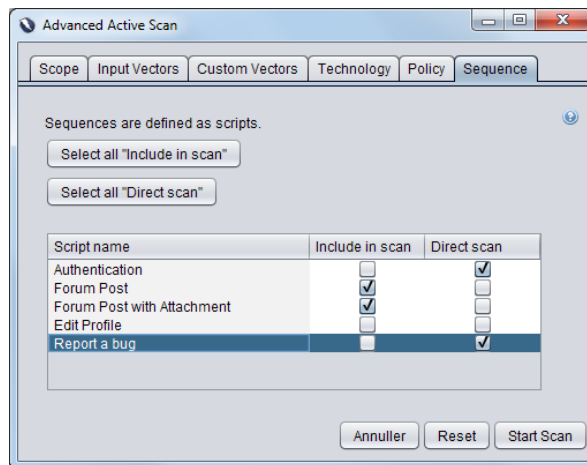 Advanced Active Scan
Scope Input Vectors Custom Vectors Technology Policy Sequence
Sequences are defined as scripts.
Select all "Include in scan"
Select all "Direct scan"
Script name Include in scan Direct scan
Authentication
Forum Post
Forum Post with Attachment
Edit Profile
Report a bug
Annuller Reset Start Scan